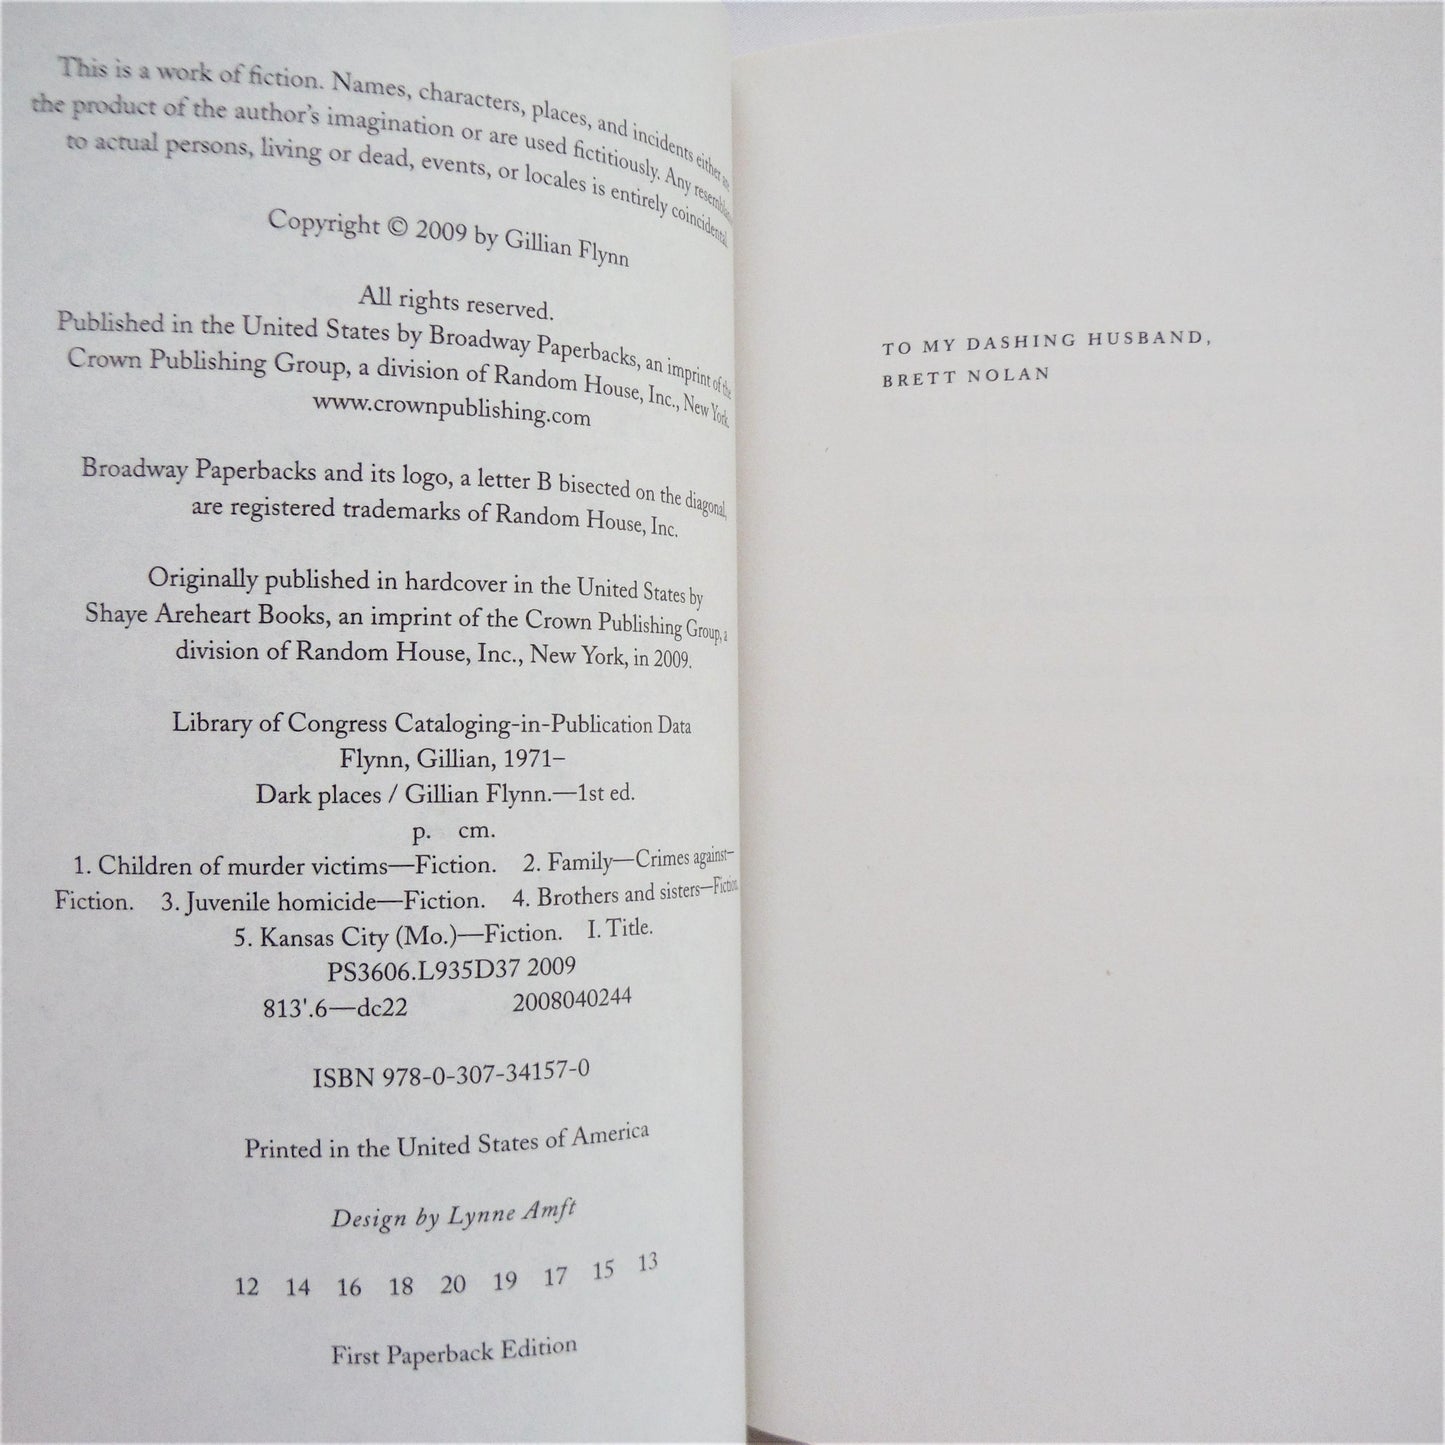 This is a work of fiction. Names, characters, places, and incidents either are
the product of the author's imagination or are used fictitiously. Any resemblance
to actual persons, living or dead, events, or locales is entirely coincidental.
Copyright © 2009 by Gillian Flynn
All rights reserved.
Published in the United States by Broadway Paperbacks, an imprint of the
Crown Publishing Group, a division of Random House, Inc., New York.
www.crownpublishing.com
Broadway Paperbacks and its logo, a letter B bisected on the diagonal,
are registered trademarks of Random House, Inc.
Originally published in hardcover in the United States by
Shaye Areheart Books, an imprint of the Crown Publishing Group, a
division of Random House, Inc., New York, in 2009.
Library of Congress Cataloging-in-Publication Data
Flynn, Gillian, 1971–
Dark places / Gillian Flynn.—1st ed.
p. cm.
1. Children of murder victims—Fiction. 2. Family—Crimes against—
Fiction. 3. Juvenile homicide—Fiction. 4. Brothers and sisters—Fiction.
5. Kansas City (Mo.)—Fiction. I. Title.
PS3606.L935D37 2009
813'.6—dc22 2008040244
ISBN 978-0-307-34157-0
Printed in the United States of America
Design by Lynne Amft
12 14 16 18 20 19 17 15 13
First Paperback Edition
TO MY DASHING HUSBAND,
BRETT NOLAN